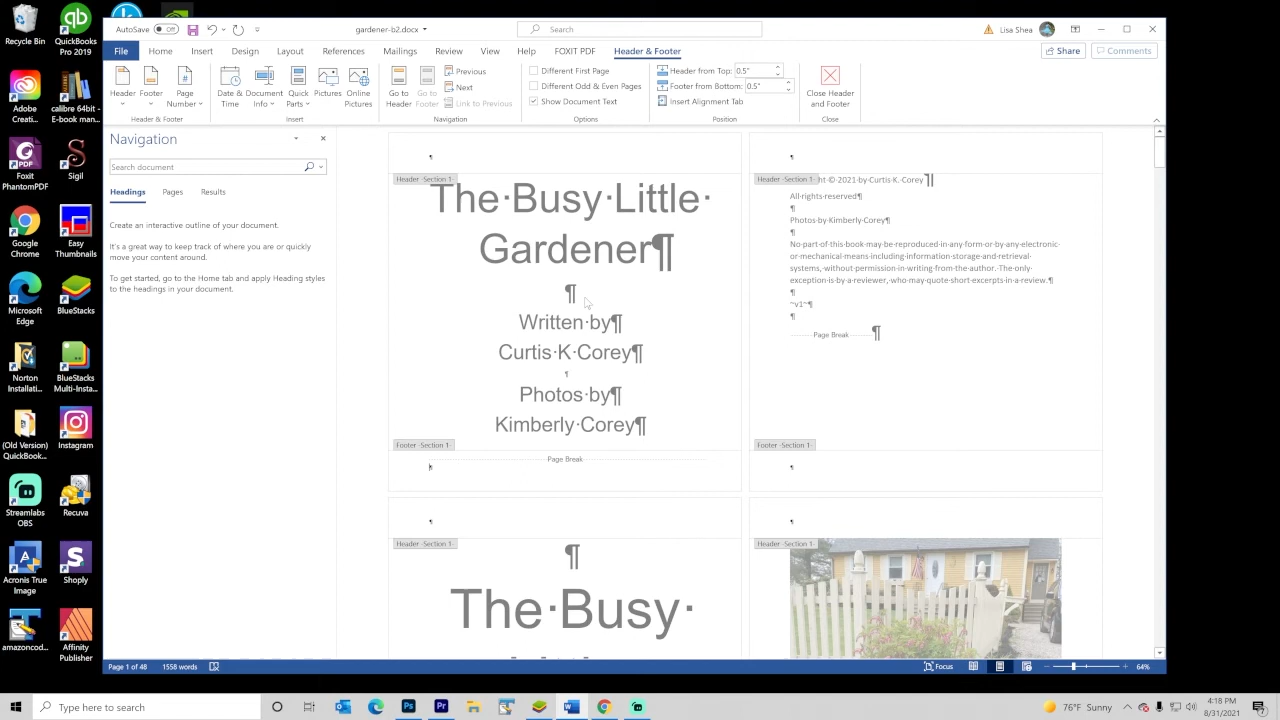 AutoSave Off
gardener-b2.docx
Search
Lisa Shea
File Home Insert Design Layout References Mailings Review View Help FOXIT PDF Header & Footer
Share
Comments
Header
Footer
Page
Number
Header & Footer
Date &
Time
Document
Info
Quick
Parts
Pictures
Online
Pictures
Insert
Go to
Header
Go to
Footer
Previous
Next
Link to Previous
Navigation
Different First Page
Different Odd & Even Pages
Show Document Text
Options
Header from Top: 0.5"
Footer from Bottom: 0.5"
Insert Alignment Tab
Position
Close Header
and Footer
Close
Navigation
Search document
Headings Pages Results
Create an interactive outline of your document.
It's a great way to keep track of where you are or quickly
move your content around.
To get started, go to the Home tab and apply Heading styles
to the headings in your document.
¶
Header -Section 1-
The·Busy·Little·
Gardener¶
¶
Written·by¶
Curtis·K·Corey¶
¶
Photos·by¶
Kimberly·Corey¶
Footer -Section 1-
Page Break
¶
¶
Header -Section 1-
ht·©·2021·by·Curtis·K.·Corey·¶
All·rights·reserved¶
¶
Photos·by·Kimberly·Corey¶
¶
No·part·of·this·book·may·be·reproduced·in·any·form·or·by·any·electronic·
or·mechanical·means·including·information·storage·and·retrieval·
systems,·without·permission·in·writing·from·the·author.·The·only·
exception·is·by·a·reviewer,·who·may·quote·short·excerpts·in·a·review.¶
¶
~v1~¶
¶
Page Break ¶
Footer -Section 1-
¶
¶
Header -Section 1-
¶
The·Busy·
¶
Header -Section 1-
Page 1 of 48
1558 words
Focus
64%
Recycle Bin
QuickBooks
Pro 2019
Adobe
Creati...
calibre 64bit -
E-book man...
Foxit
PhantomPDF
Sigil
Google
Chrome
Easy
Thumbnails
Microsoft
Edge
BlueStacks
Norton
Installati...
BlueStacks
Multi-Insta...
(Old Version)
QuickBook...
Instagram
Streamlabs
OBS
Recuva
Acronis True
Image
Shoply
amazoncod...
Affinity
Publisher
Type here to search
76°F Sunny
4:18 PM
8/31/2021